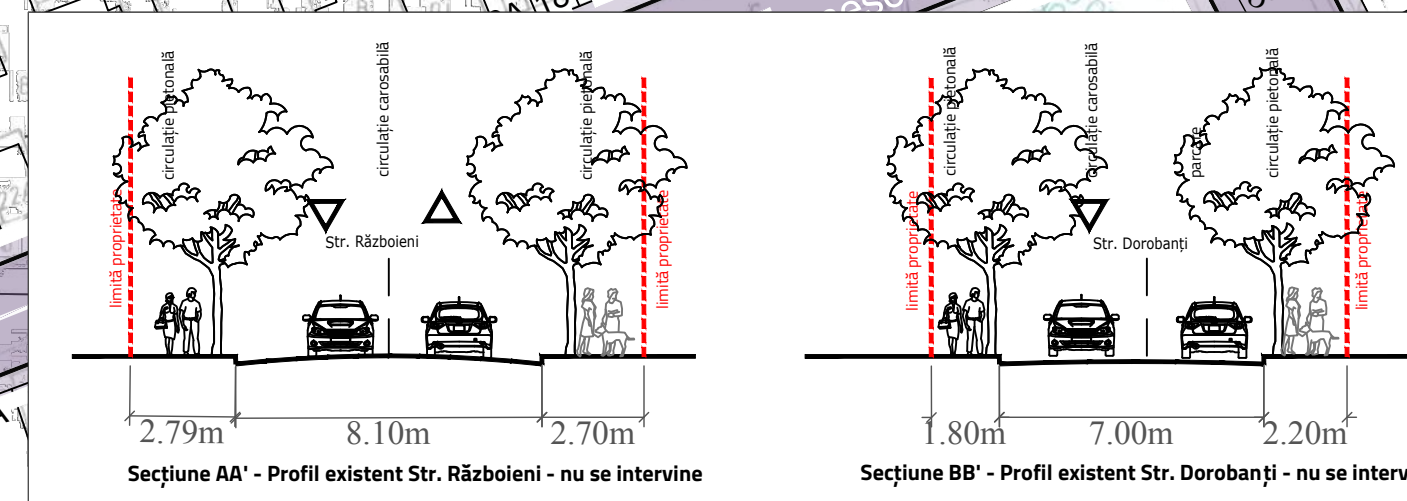 circulație pietonală
circulație carosabilă
circulație pietonală
limită proprietate
limită proprietate
Str. Războieni
2.79m
8.10m
2.70m
Secțiune AA' - Profil existent Str. Războieni - nu se intervine
circulație pietonală
circulație carosabilă
parcare
circulație pietonală
limită proprietate
limită proprietate
Str. Dorobanți
1.80m
7.00m
2.20m
Secțiune BB' - Profil existent Str. Dorobanți - nu se interv